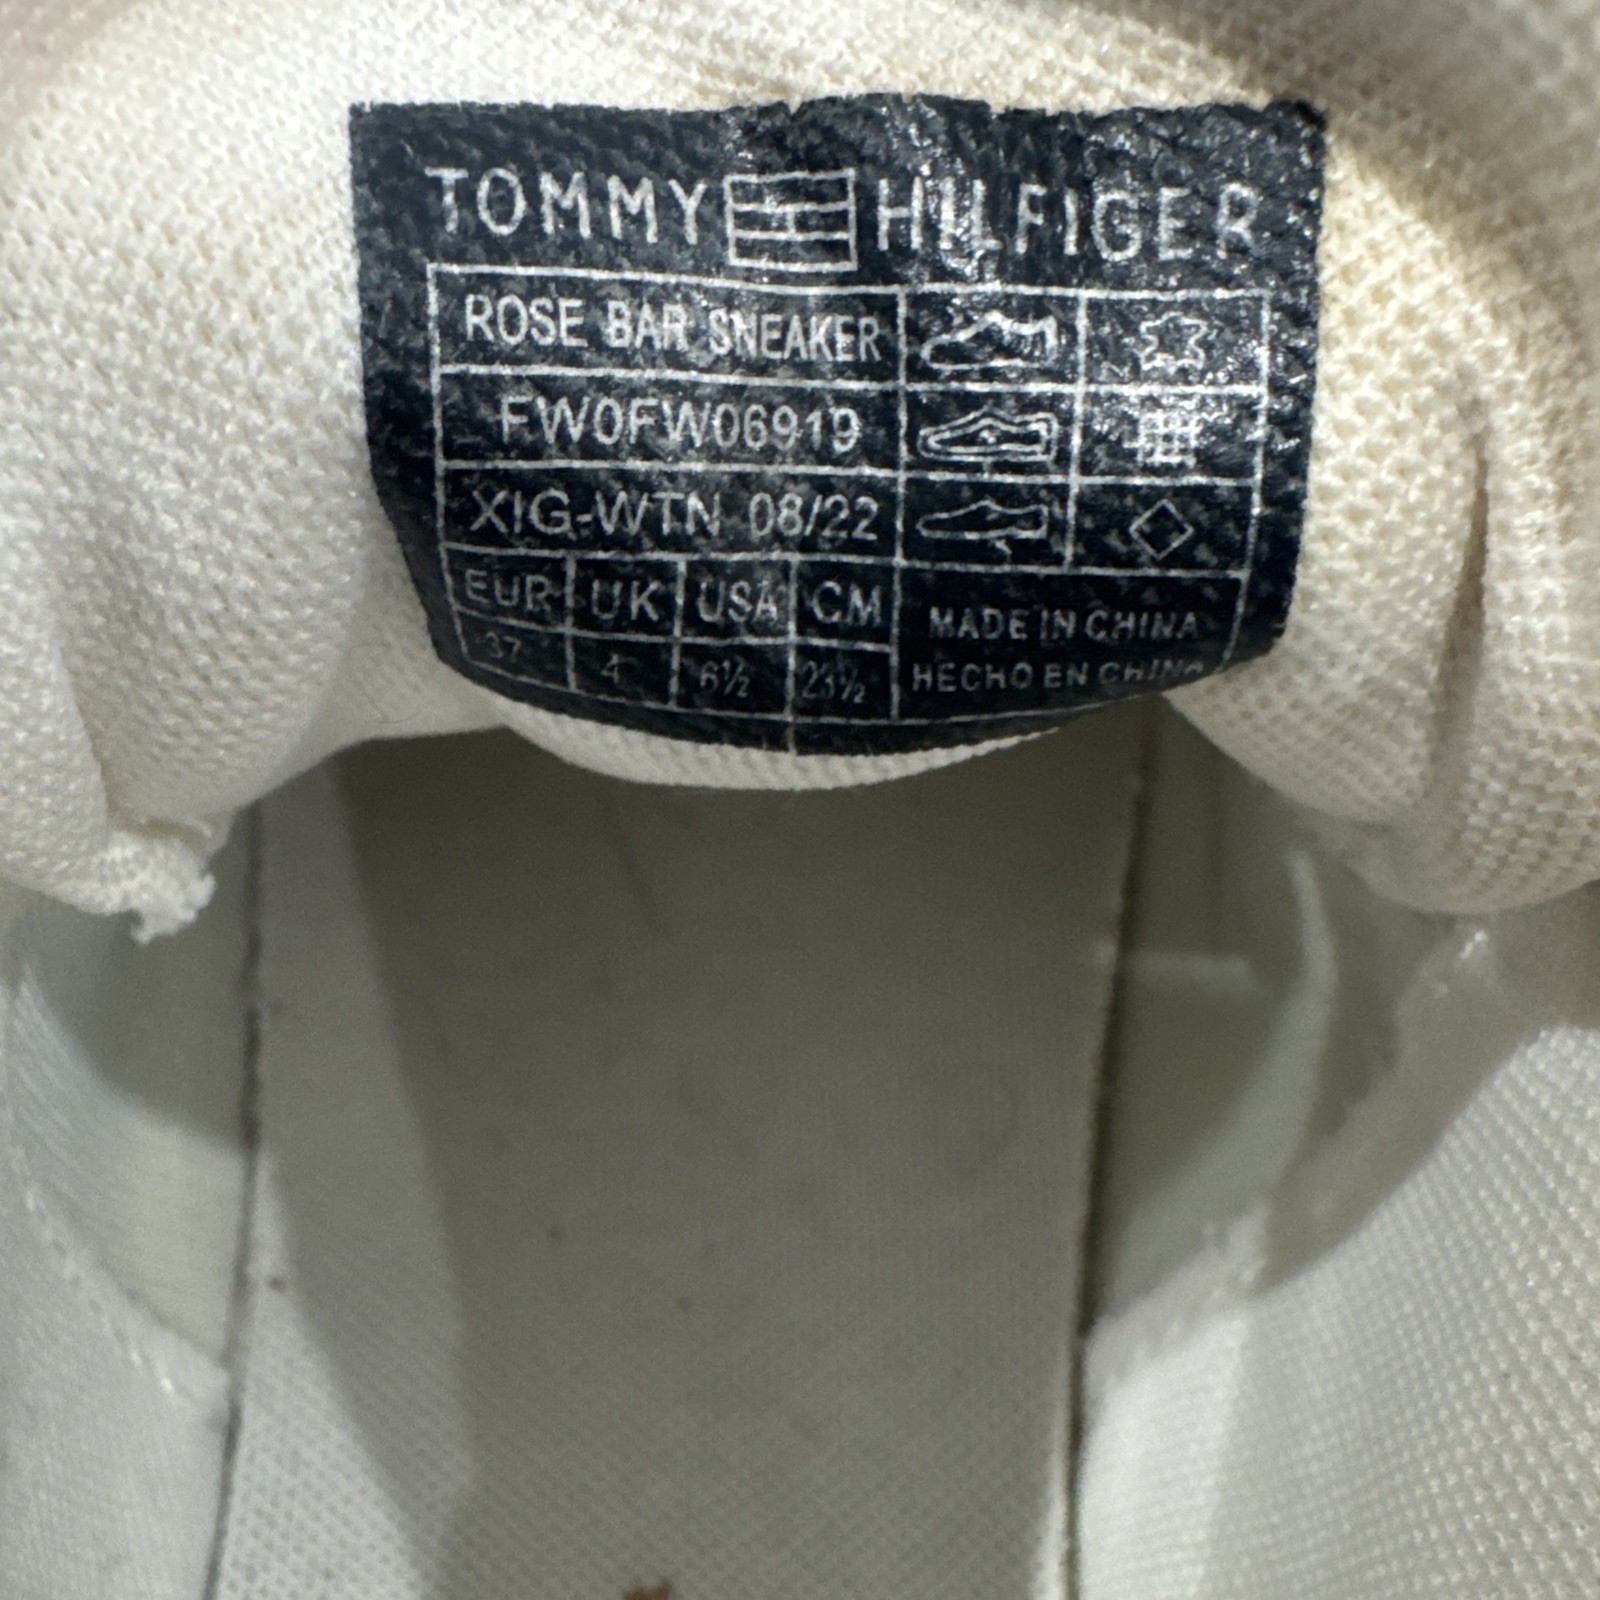 TOMMY HILFIGER
ROSE BAR SNEAKER
FW0FW06919
XIG-WTN 08/22
EUR UK USA CM
37 4 6½ 23½
MADE IN CHINA
HECHO EN CHINA